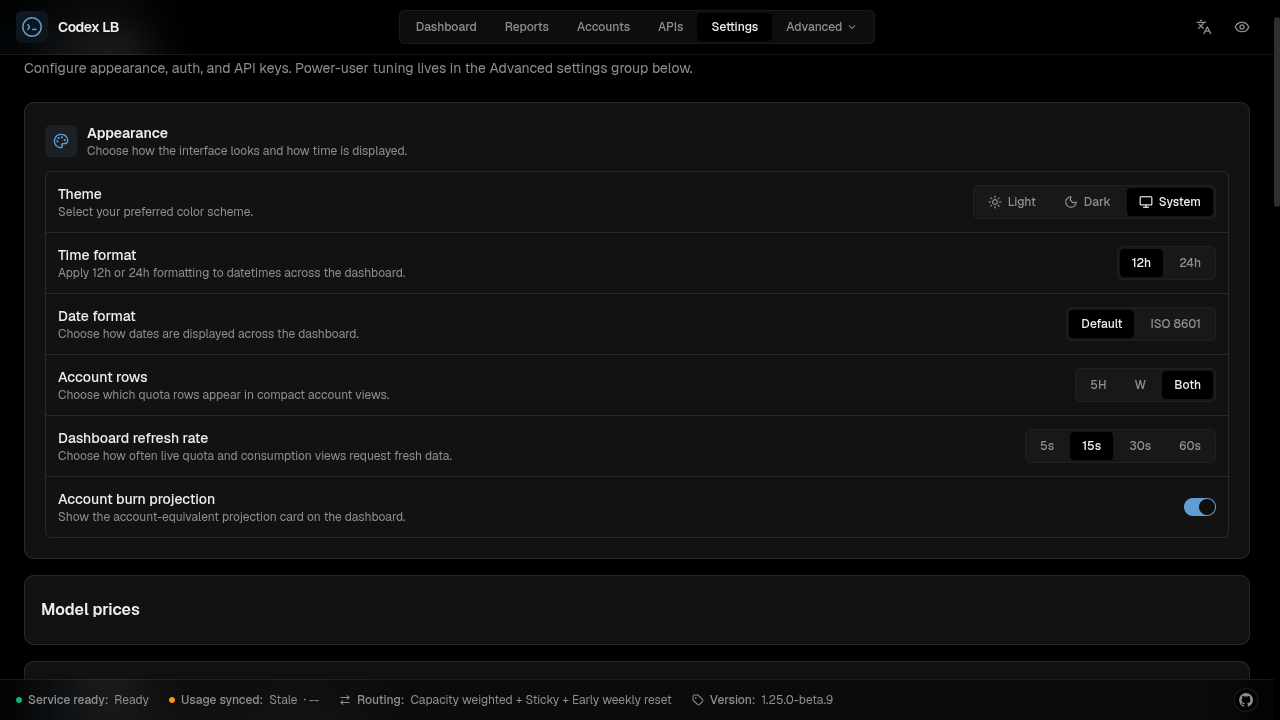 Codex LB
Dashboard
Reports
Accounts
APIs
Settings
Advanced
Configure appearance, auth, and API keys. Power-user tuning lives in the Advanced settings group below.
Appearance
Choose how the interface looks and how time is displayed.
Theme
Select your preferred color scheme.
Light
Dark
System
Time format
Apply 12h or 24h formatting to datetimes across the dashboard.
12h
24h
Date format
Choose how dates are displayed across the dashboard.
Default
ISO 8601
Account rows
Choose which quota rows appear in compact account views.
5H
W
Both
Dashboard refresh rate
Choose how often live quota and consumption views request fresh data.
5s
15s
30s
60s
Account burn projection
Show the account-equivalent projection card on the dashboard.
Model prices
Service ready: Ready
Usage synced: Stale · --
Routing: Capacity weighted + Sticky + Early weekly reset
Version: 1.25.0-beta.9